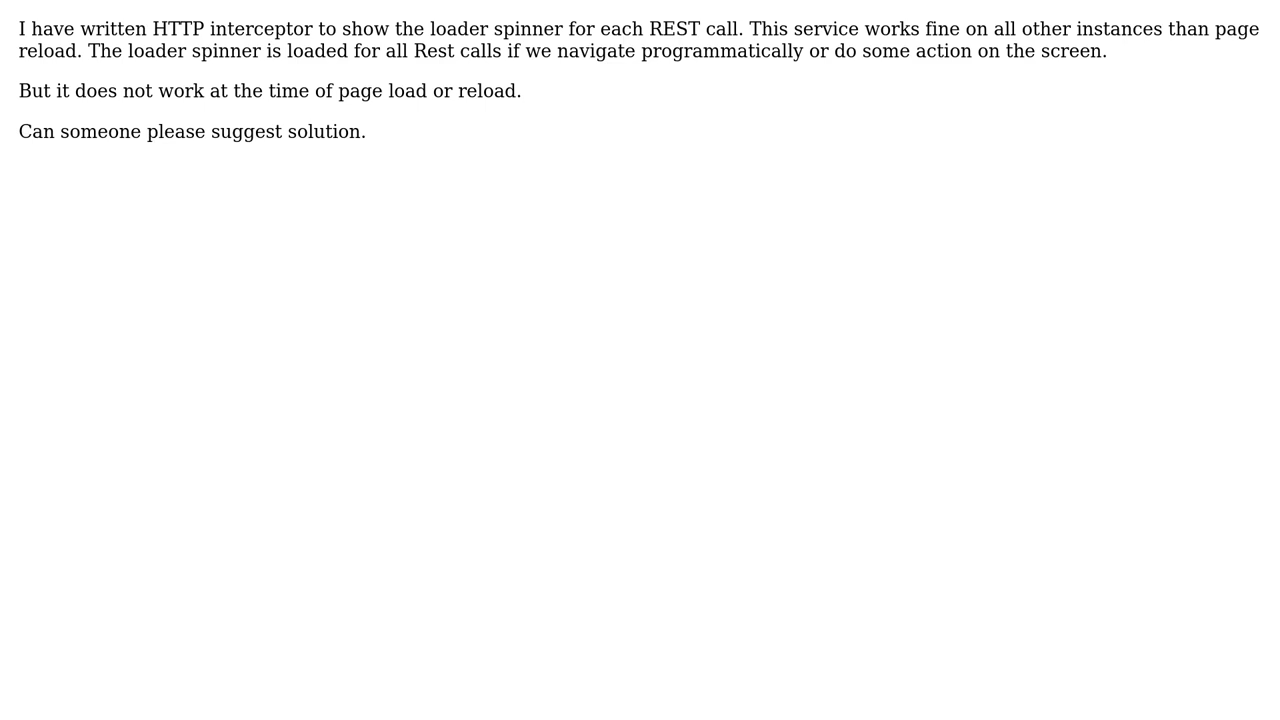 I have written HTTP interceptor to show the loader spinner for each REST call. This service works fine on all other instances than page
reload. The loader spinner is loaded for all Rest calls if we navigate programmatically or do some action on the screen.
But it does not work at the time of page load or reload.
Can someone please suggest solution.